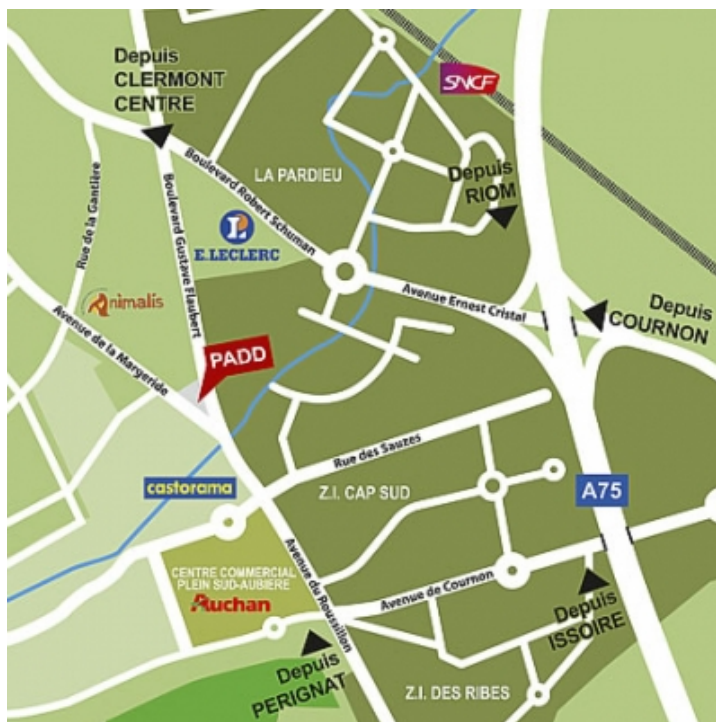 Depuis
CLERMONT
CENTRE
SNCF
LA PARDIEU
Boulevard Robert Schuman
Depuis
RIOM
Rue de la Gantière
Boulevard Gustave Flaubert
L
E.LECLERC
Avenue Ernest Cristal
Depuis
COURNON
Animalis
Avenue de la Margeride
PADD
Rue des Sauzes
castorama
Z.I. CAP SUD
A75
CENTRE COMMERCIAL
PLEIN SUD-AUBIERE
Auchan
Avenue du Roussillon
Avenue de Cournon
Depuis
ISSOIRE
Depuis
PERIGNAT
Z.I. DES RIBES